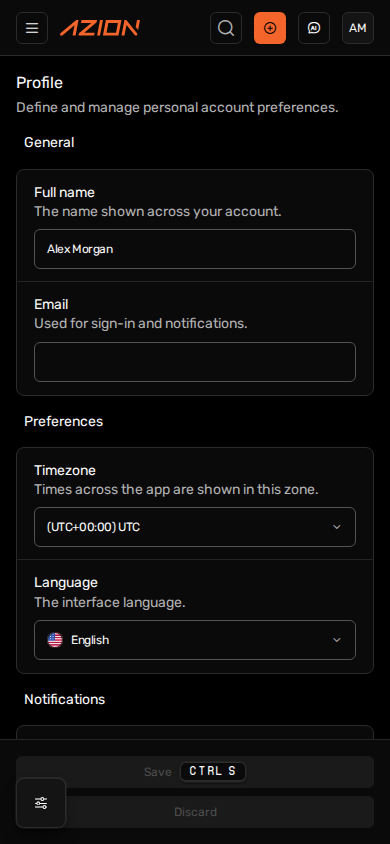 AZION
AI
AM
Profile
Define and manage personal account preferences.
General
Full name
The name shown across your account.
Alex Morgan
Email
Used for sign-in and notifications.
Preferences
Timezone
Times across the app are shown in this zone.
(UTC+00:00) UTC
Language
The interface language.
English
Notifications
Save CTRL S
Discard